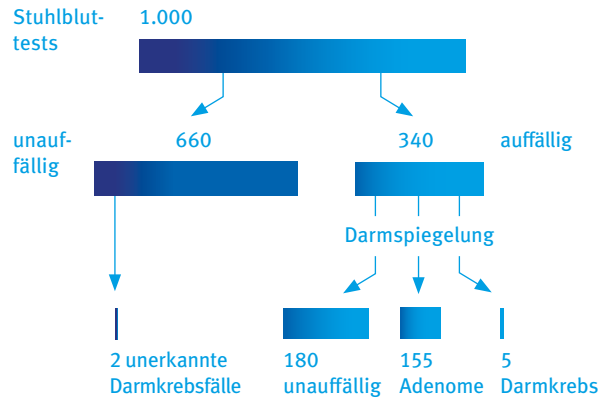 Stuhlblut-
tests
1.000
unauf-
fällig
660
340
auffällig
Darmspiegelung
2 unerkannte
Darmkrebsfälle
180
unauffällig
155
Adenome
5
Darmkrebs